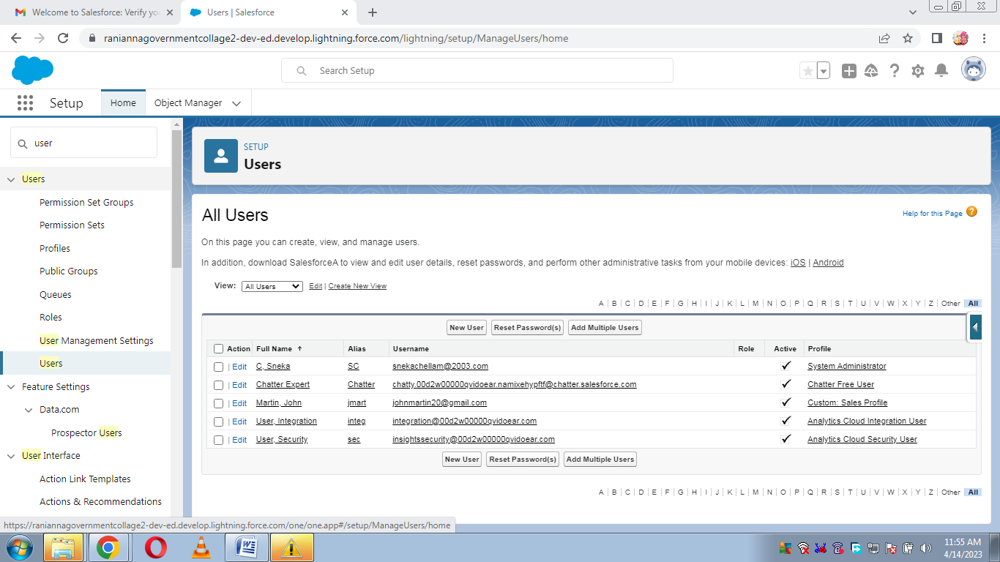 Welcome to Salesforce: Verify yo
Users | Salesforce
raniannagovernmentcollage2-dev-ed.develop.lightning.force.com/lightning/setup/ManageUsers/home
Search Setup
Setup
Home
Object Manager
user
Users
Permission Set Groups
Permission Sets
Profiles
Public Groups
Queues
Roles
User Management Settings
Users
Feature Settings
Data.com
Prospector Users
User Interface
Action Link Templates
Actions & Recommendations
SETUP
Users
All Users
Help for this Page ?
On this page you can create, view, and manage users.
In addition, download SalesforceA to view and edit user details, reset passwords, and perform other administrative tasks from your mobile devices: iOS | Android
View: All Users Edit | Create New View
A | B | C | D | E | F | G | H | I | J | K | L | M | N | O | P | Q | R | S | T | U | V | W | X | Y | Z | Other All
New User Reset Password(s) Add Multiple Users
Action Full Name ↑ Alias Username Role Active Profile
| Edit C, Sneka SC snekachellam@2003.com System Administrator
| Edit Chatter Expert Chatter chatty.00d2w00000qvidoear.namixehypftf@chatter.salesforce.com Chatter Free User
| Edit Martin, John jmart johnmartin20@gmail.com Custom: Sales Profile
| Edit User, Integration integ integration@00d2w00000qvidoear.com Analytics Cloud Integration User
| Edit User, Security sec insightssecurity@00d2w00000qvidoear.com Analytics Cloud Security User
New User Reset Password(s) Add Multiple Users
A | B | C | D | E | F | G | H | I | J | K | L | M | N | O | P | Q | R | S | T | U | V | W | X | Y | Z | Other All
https://raniannagovernmentcollage2-dev-ed.develop.lightning.force.com/one/one.app#/setup/ManageUsers/home
11:55 AM
4/14/2023